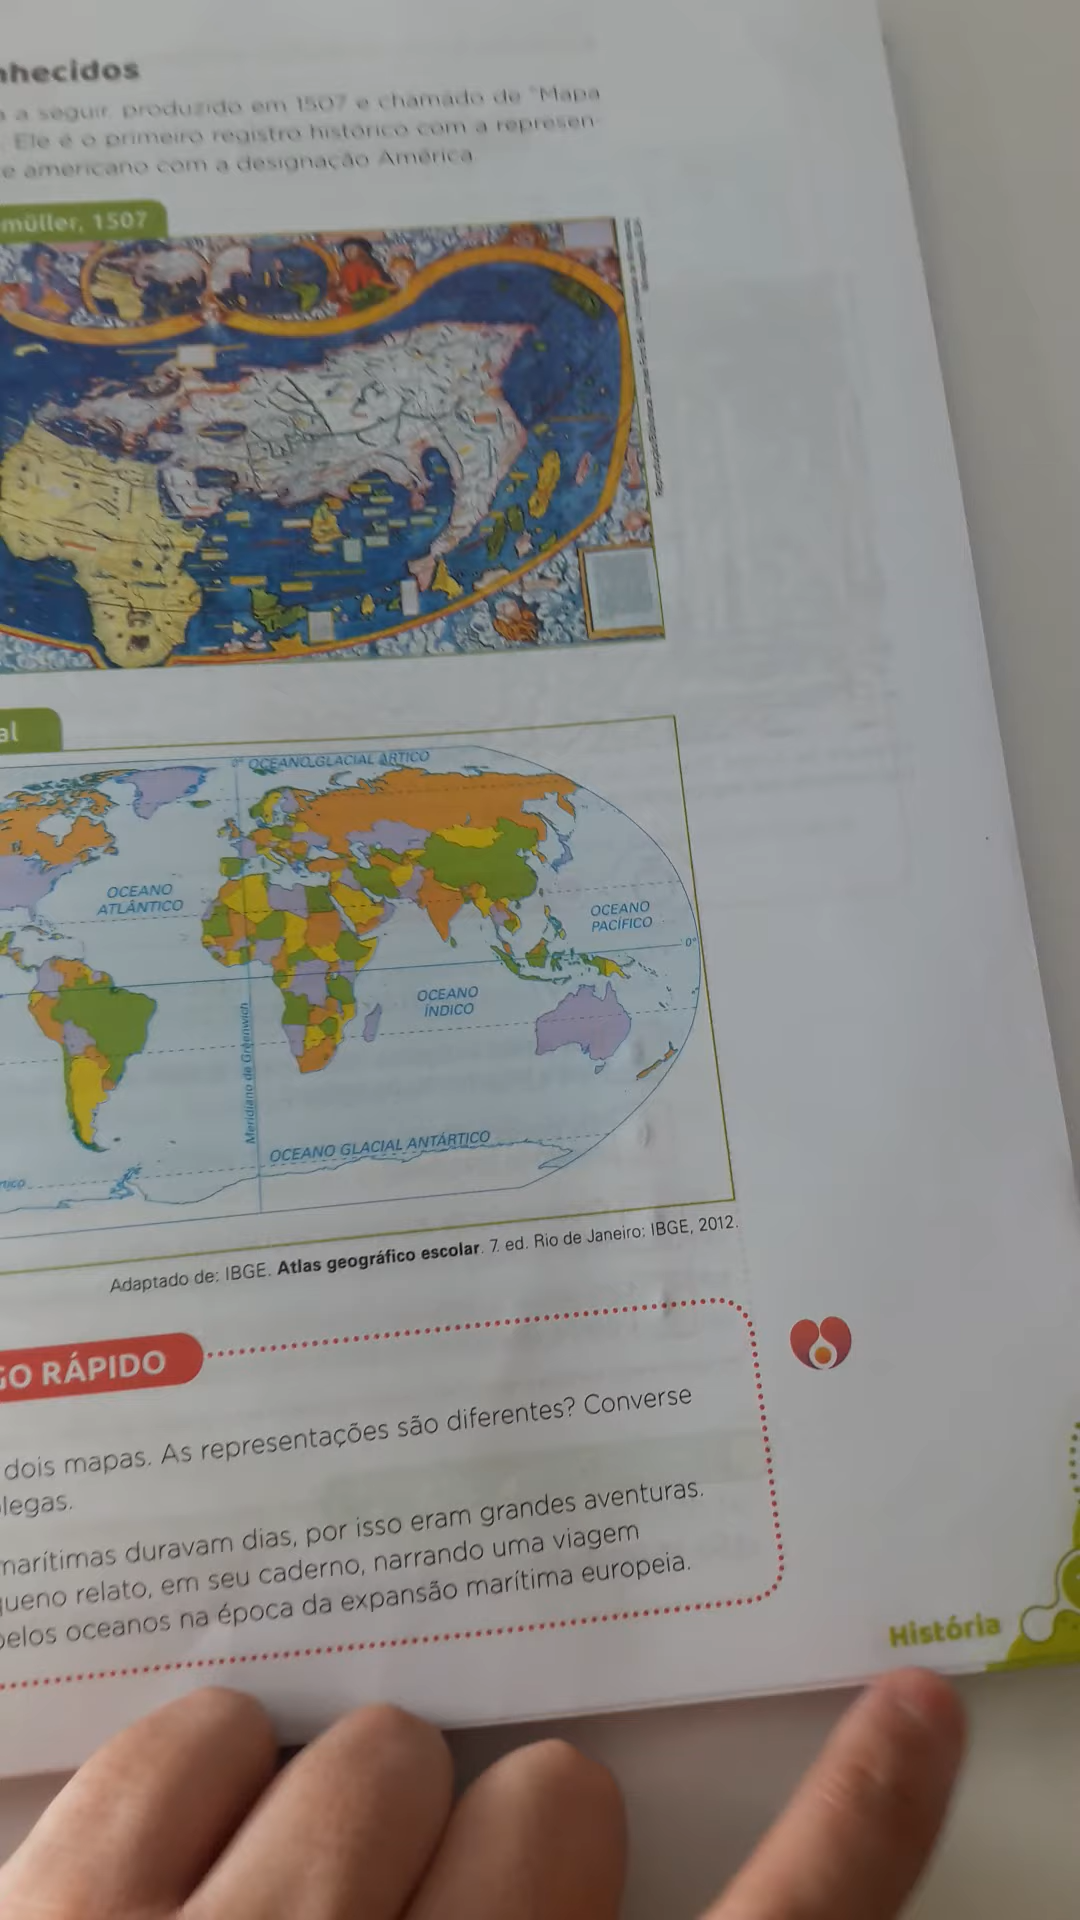 nhecidos
a seguir, produzido em 1507 e chamado de "Mapa
Ele é o primeiro registro histórico com a represen-
e americano com a designação América
müller, 1507
al
0° OCEANO GLACIAL ÁRTICO
OCEANO
ATLÂNTICO
OCEANO
PACÍFICO
0°
OCEANO
ÍNDICO
Meridiano de Greenwich
OCEANO GLACIAL ANTÁRTICO
Adaptado de: IBGE. Atlas geográfico escolar. 7. ed. Rio de Janeiro: IBGE, 2012.
GO RÁPIDO
dois mapas. As representações são diferentes? Converse
legas.
marítimas duravam dias, por isso eram grandes aventuras.
queno relato, em seu caderno, narrando uma viagem
pelos oceanos na época da expansão marítima europeia.
História